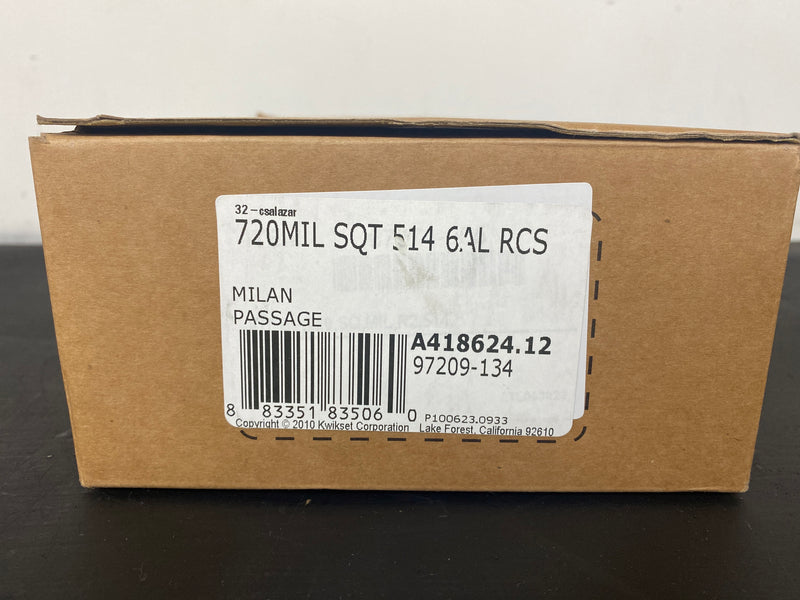 32-csalazar
720MIL SQT 514 6AL RCS
MILAN
PASSAGE
A418624.12
97209-134
8 83351 83506 0
P100623.0933
Copyright © 2010 Kwikset Corporation Lake Forest, California 92610